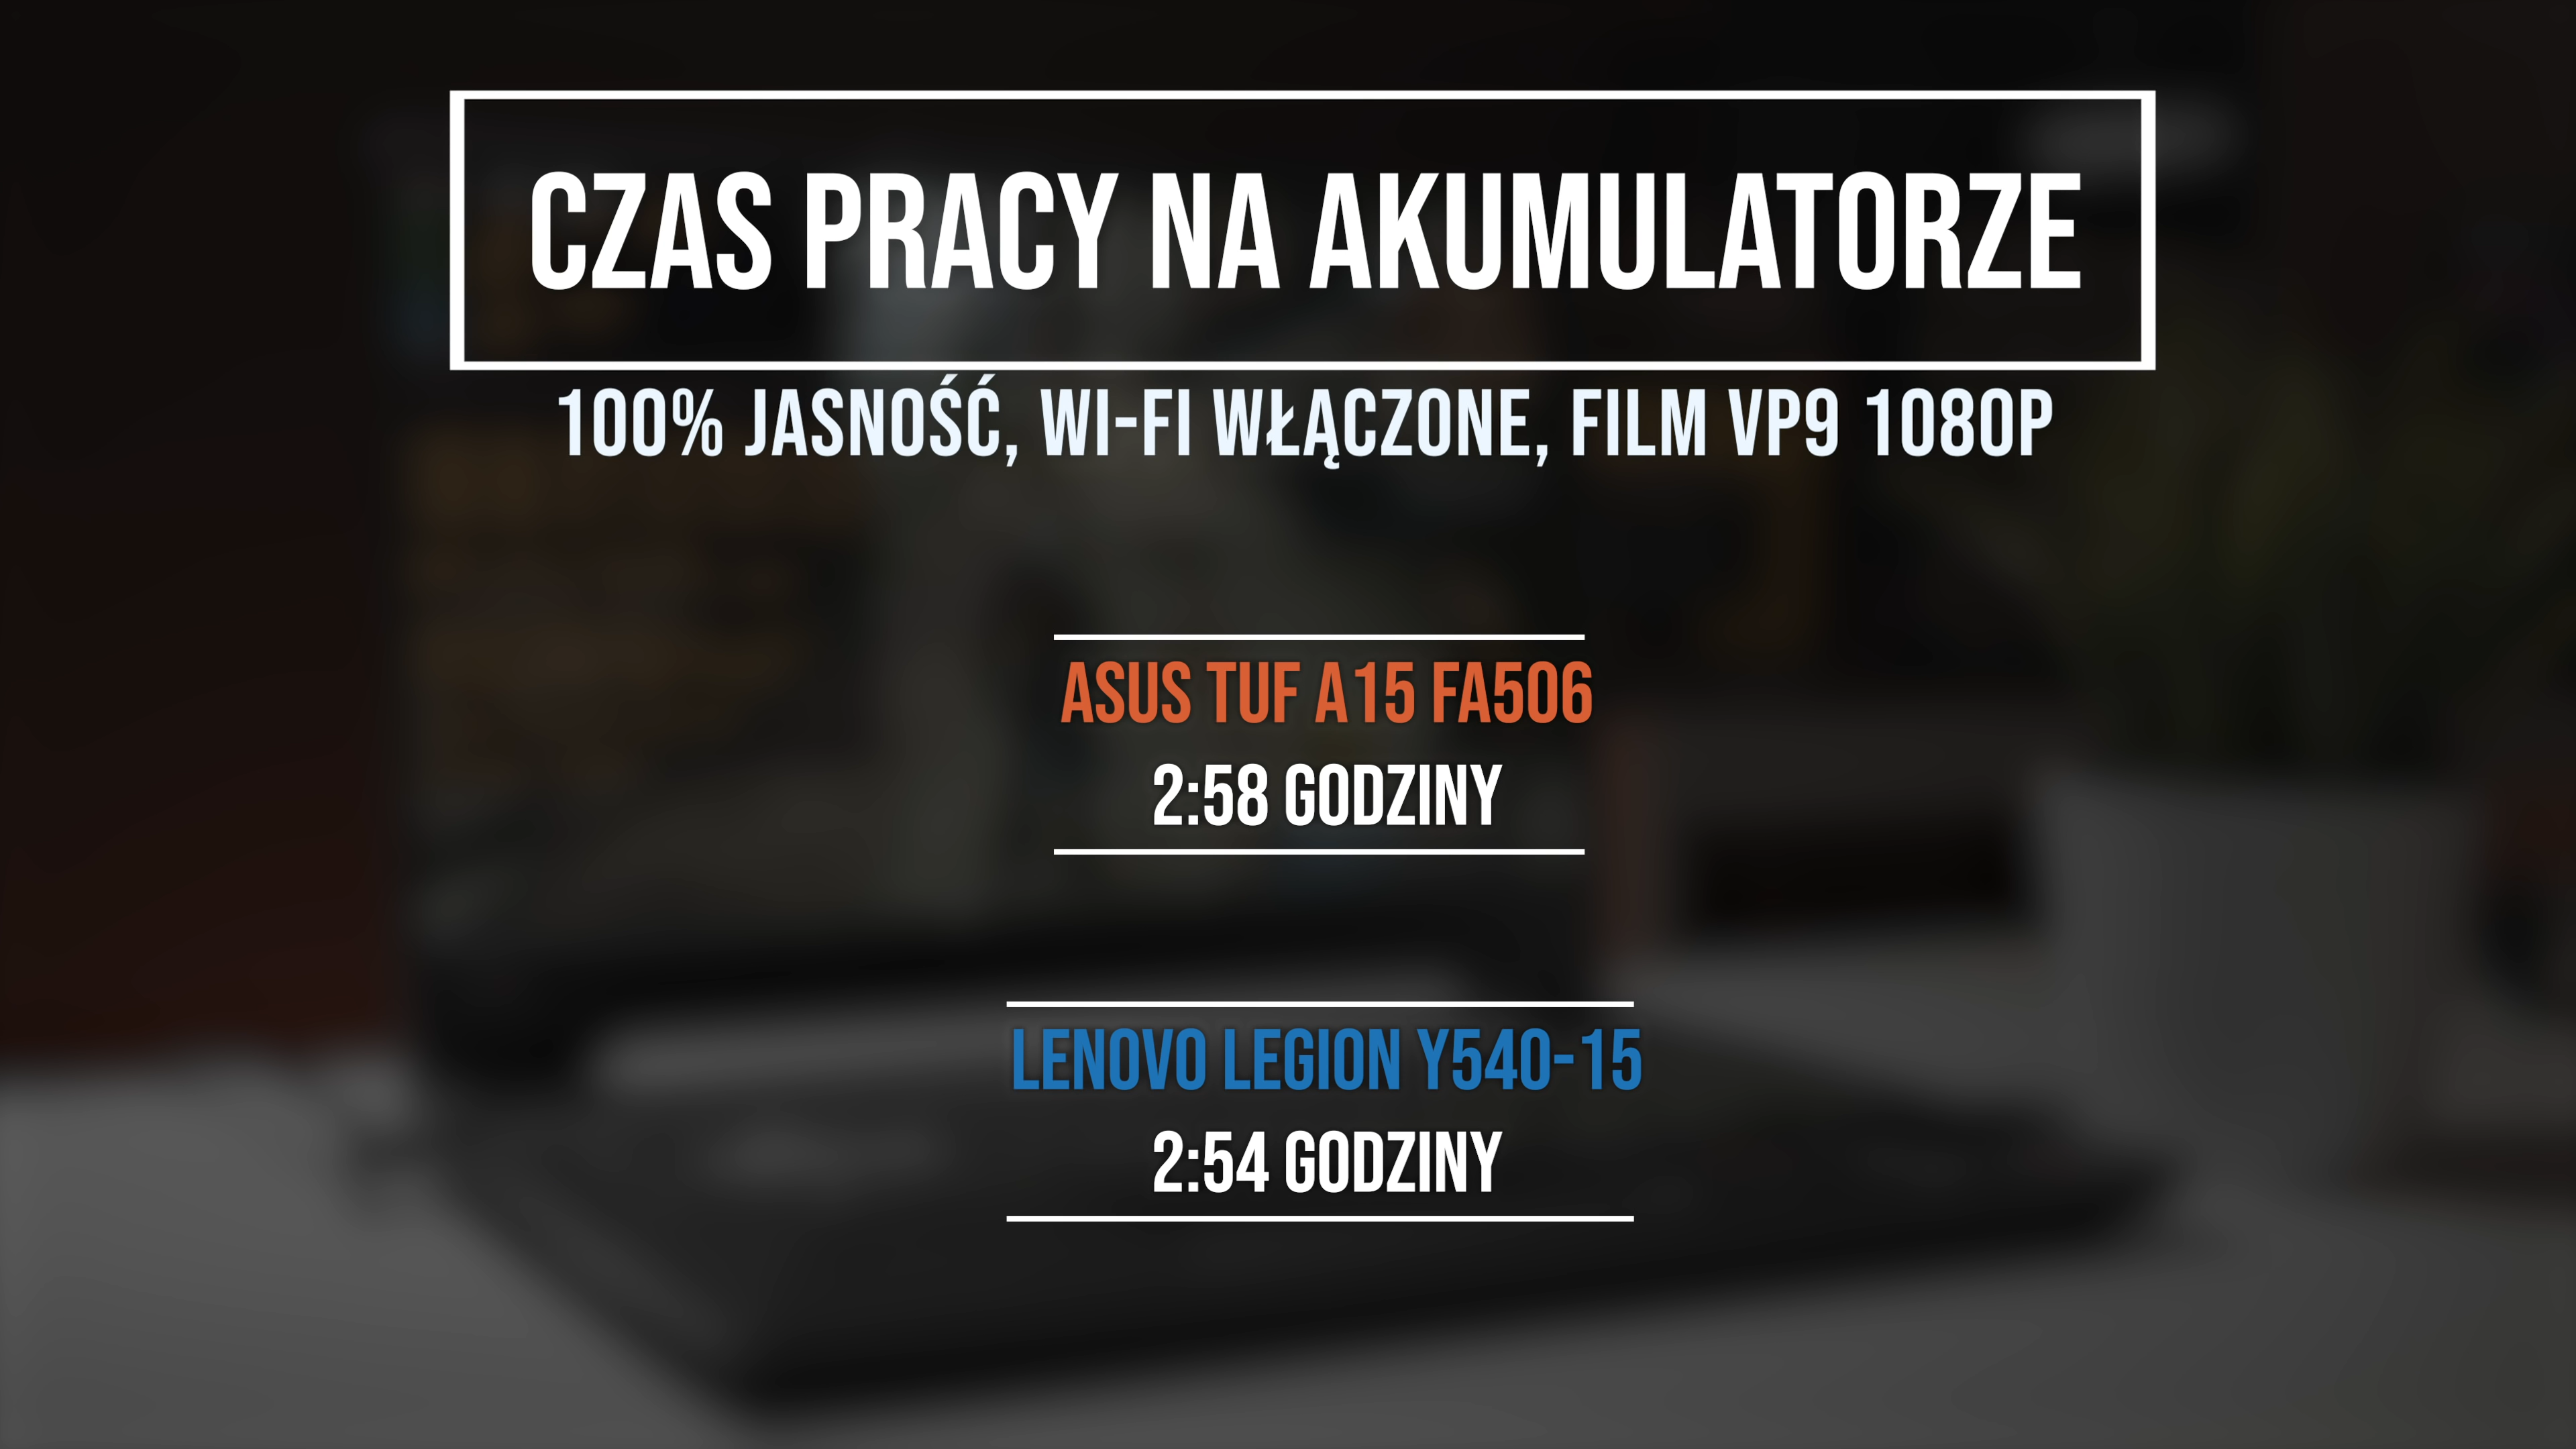 CZAS PRACY NA AKUMULATORZE
100% JASNOŚĆ, WI-FI WŁĄCZONE, FILM VP9 1080P
ASUS TUF A15 FA506
2:58 GODZINY
LENOVO LEGION Y540-15
2:54 GODZINY